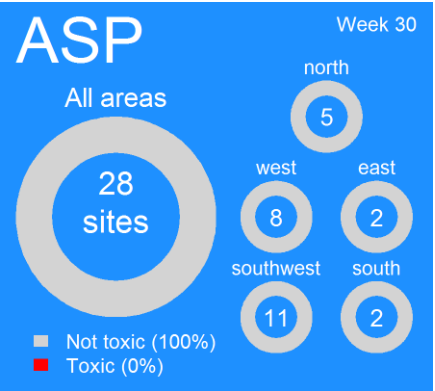 ASP
Week 30
All areas
28
sites
north
5
west
8
east
2
southwest
11
south
2
Not toxic (100%)
Toxic (0%)